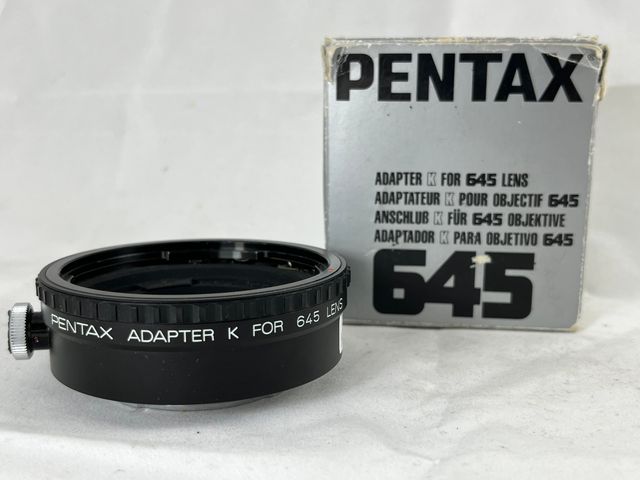 PENTAX
ADAPTER K FOR 645 LENS
ADAPTATEUR K POUR OBJECTIF 645
ANSCHLUB K FÜR 645 OBJEKTIVE
ADAPTADOR K PARA OBJETIVO 645
645
PENTAX ADAPTER K FOR 645 LENS